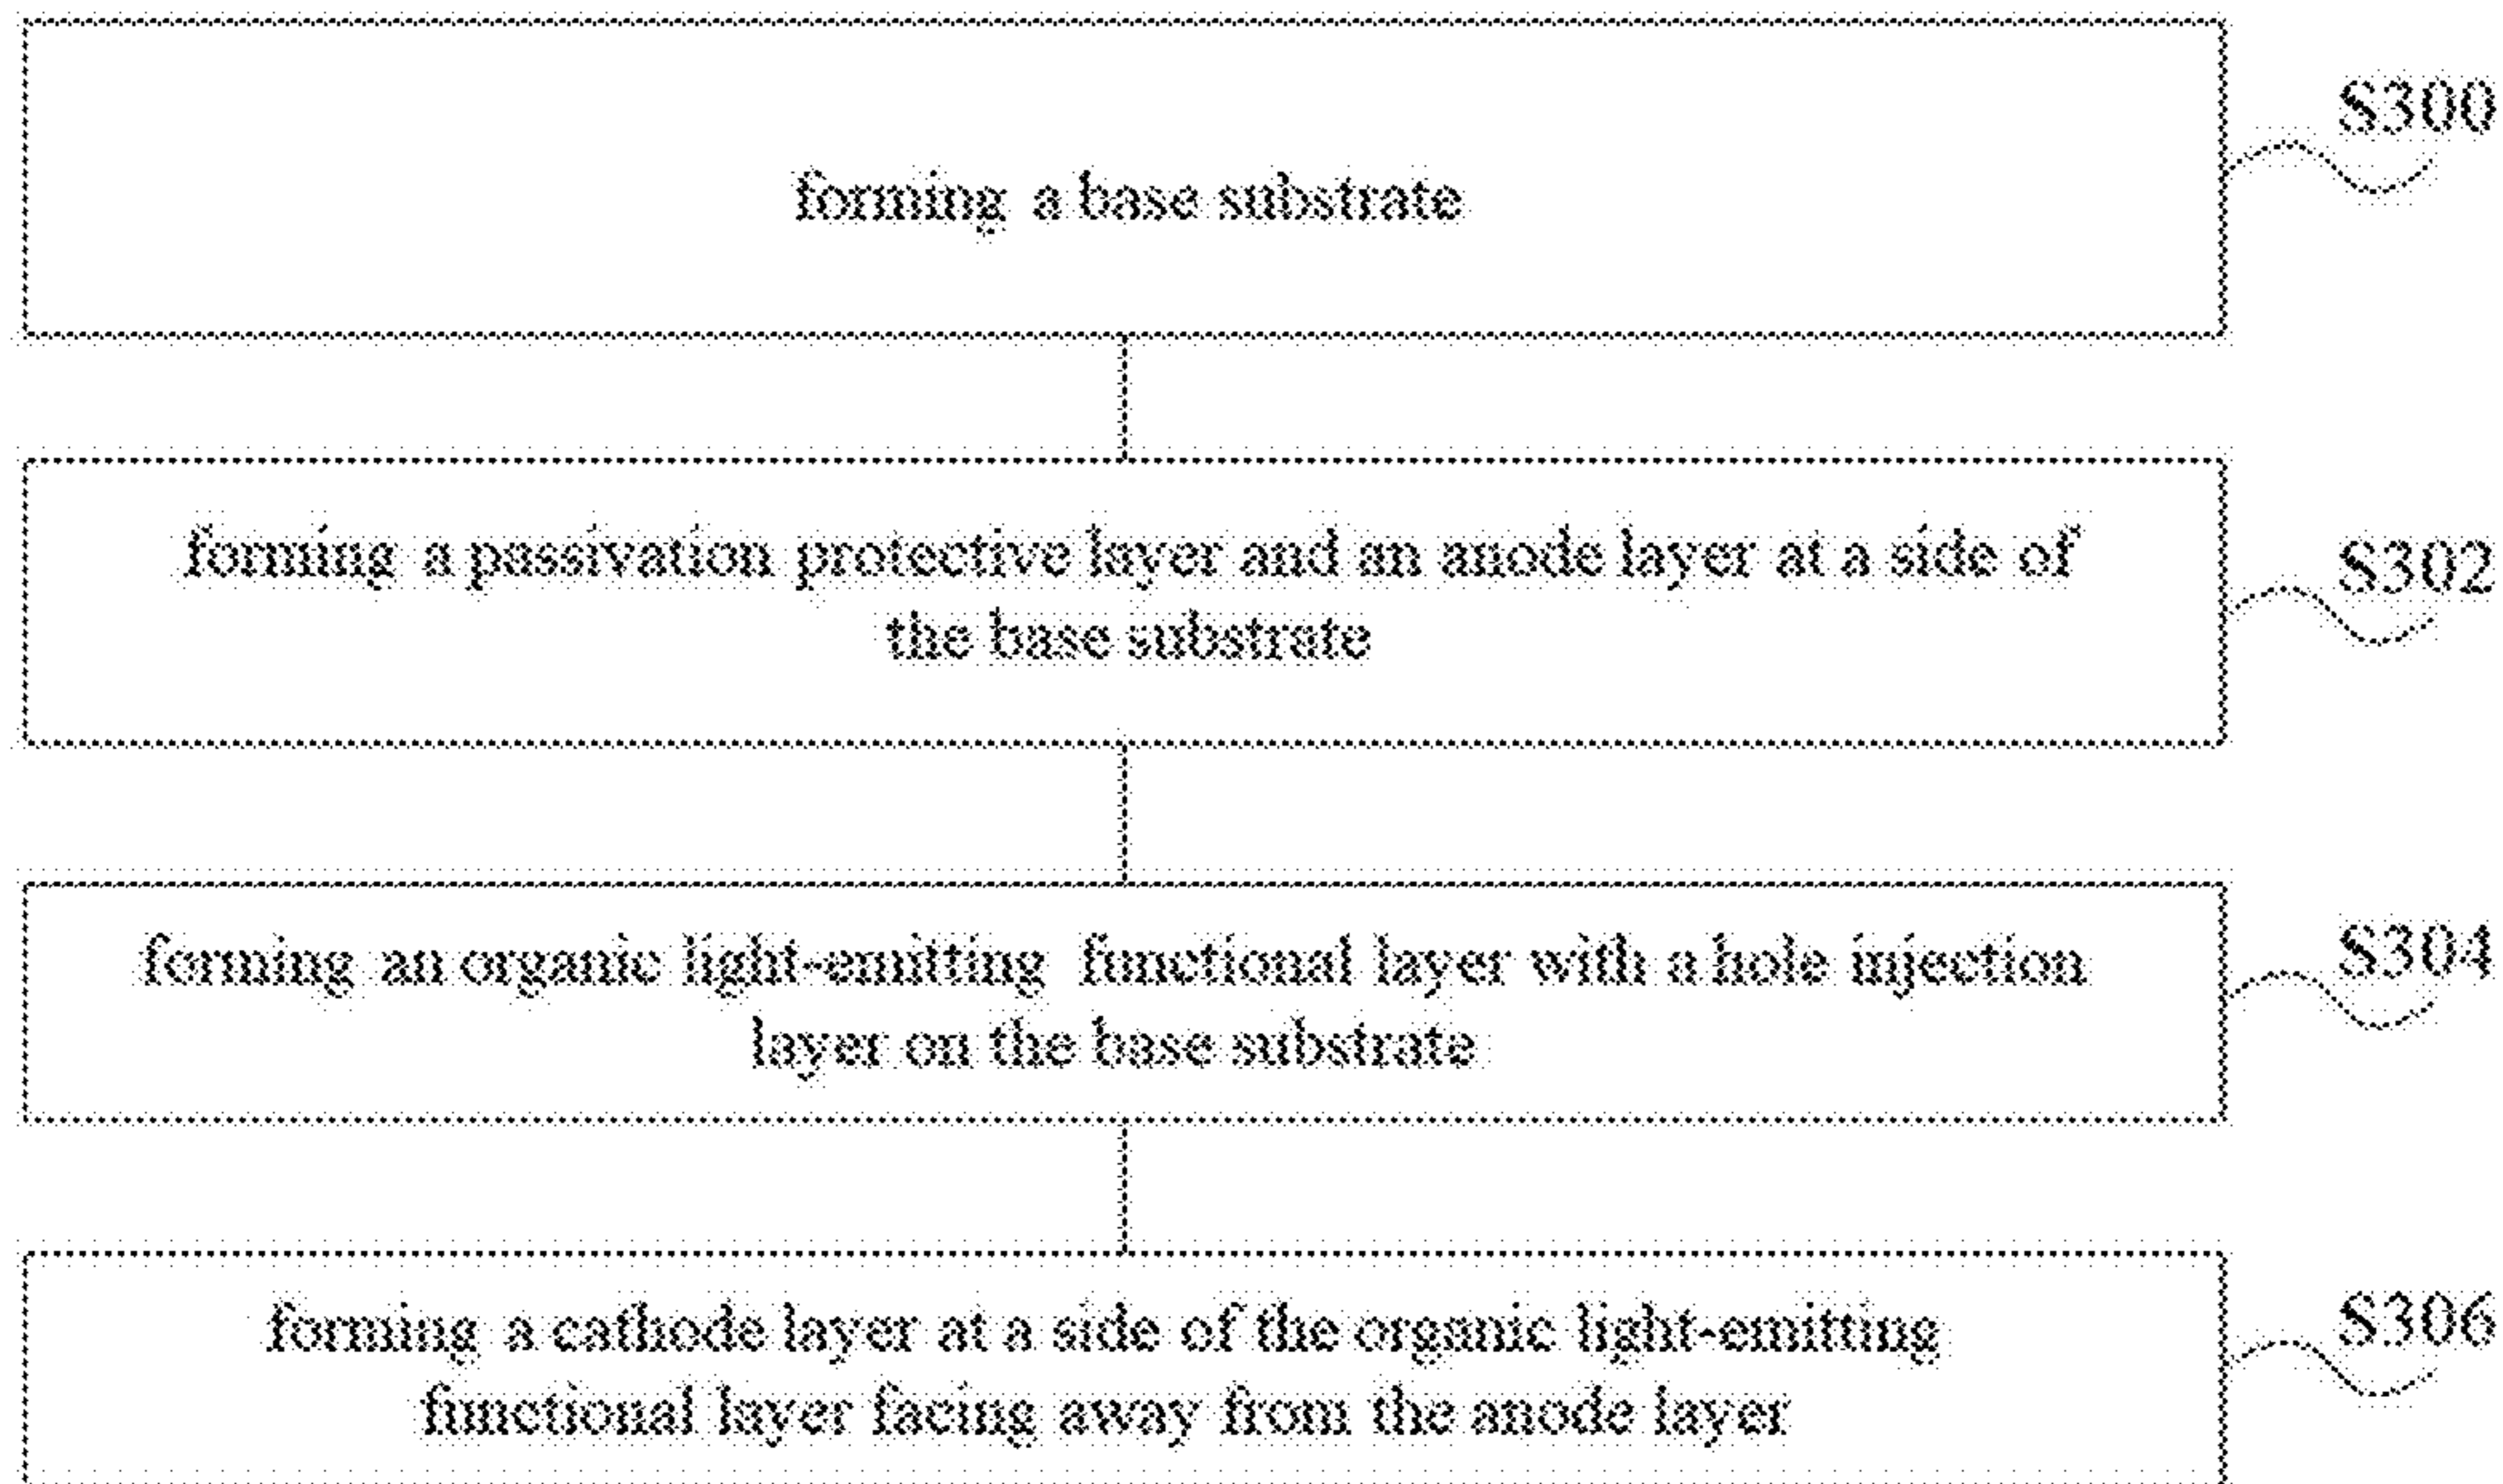 S300
forming a base substrate
S302
forming a passivation protective layer and an anode layer at a side of
the base substrate
S304
forming an organic light-emitting functional layer with a hole injection
layer on the base substrate
S306
forming a cathode layer at a side of the organic light-emitting
functional layer facing away from the anode layer